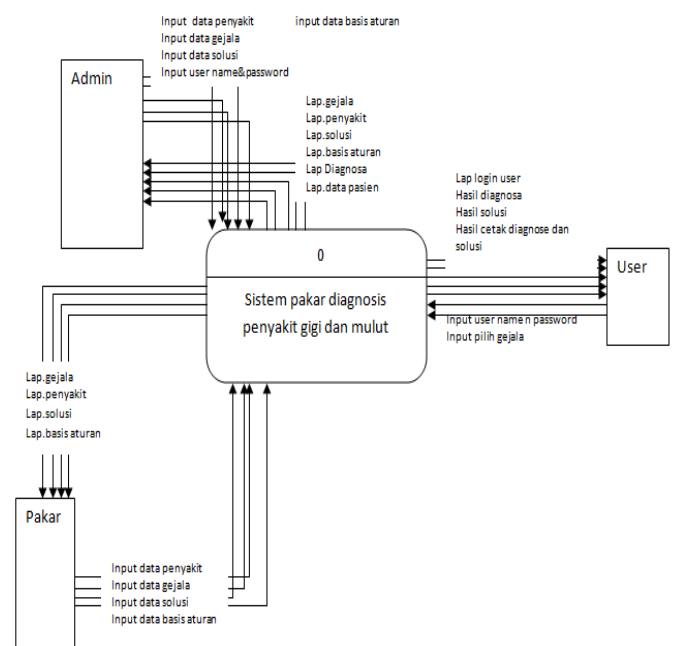 Input data penyakit input data basis aturan
Input data gejala
Input data solusi
Input user name&password
Admin
Lap.gejala
Lap.penyakit
Lap.solusi
Lap.basis aturan
Lap Diagnosa
Lap.data pasien
Lap login user
Hasil diagnosa
Hasil solusi
Hasil cetak diagnose dan
solusi
0
Sistem pakar diagnosis
penyakit gigi dan mulut
User
Input user name n password
Input pilih gejala
Lap.gejala
Lap.penyakit
Lap.solusi
Lap.basis aturan
Pakar
Input data penyakit
Input data gejala
Input data solusi
Input data basis aturan